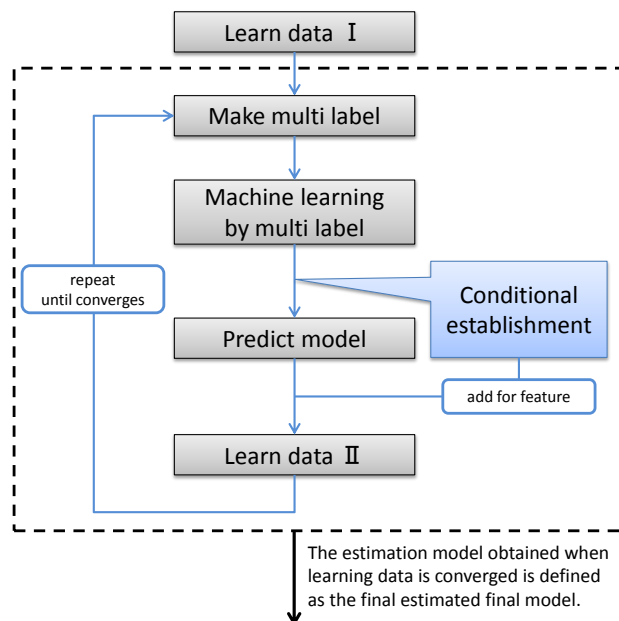 Learn data Ⅰ
Make multi label
Machine learning
by multi label
repeat
until converges
Conditional
establishment
Predict model
add for feature
Learn data Ⅱ
The estimation model obtained when
learning data is converged is defined
as the final estimated final model.